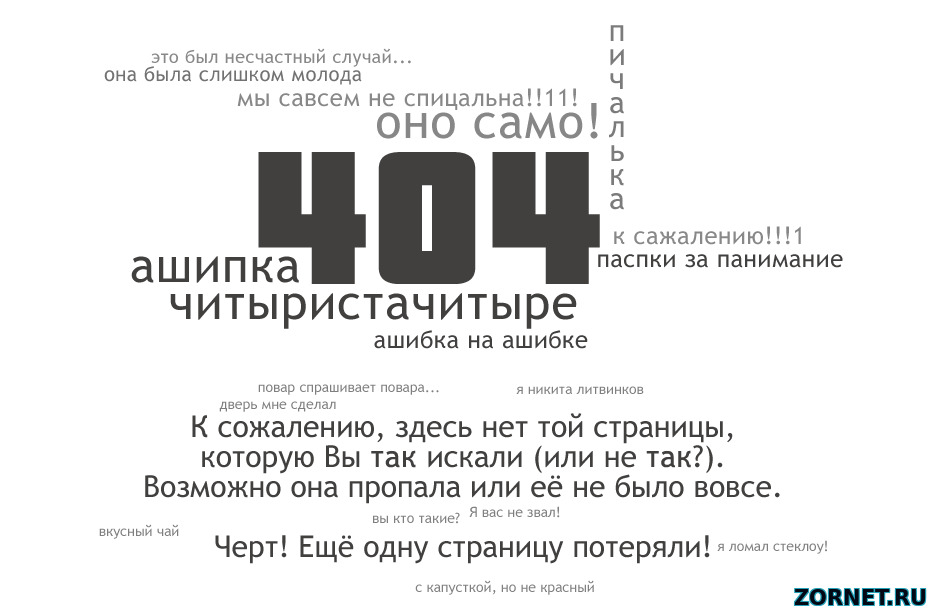 пичалька
это был несчастный случай...
она была слишком молода
мы савсем не спицальна!!11!
оно само!
404
к сажалению!!!1
паспки за панимание
ашипка
читыристачитыре
ашибка на ашибке
повар спрашивает повара...
я никита литвинков
дверь мне сделал
К сожалению, здесь нет той страницы,
которую Вы так искали (или не так?).
Возможно она пропала или её не было вовсе.
Я вас не звал!
вы кто такие?
вкусный чай
Черт! Ещё одну страницу потеряли!
я ломал стеклоу!
с капусткой, но не красный
ZORNET.RU